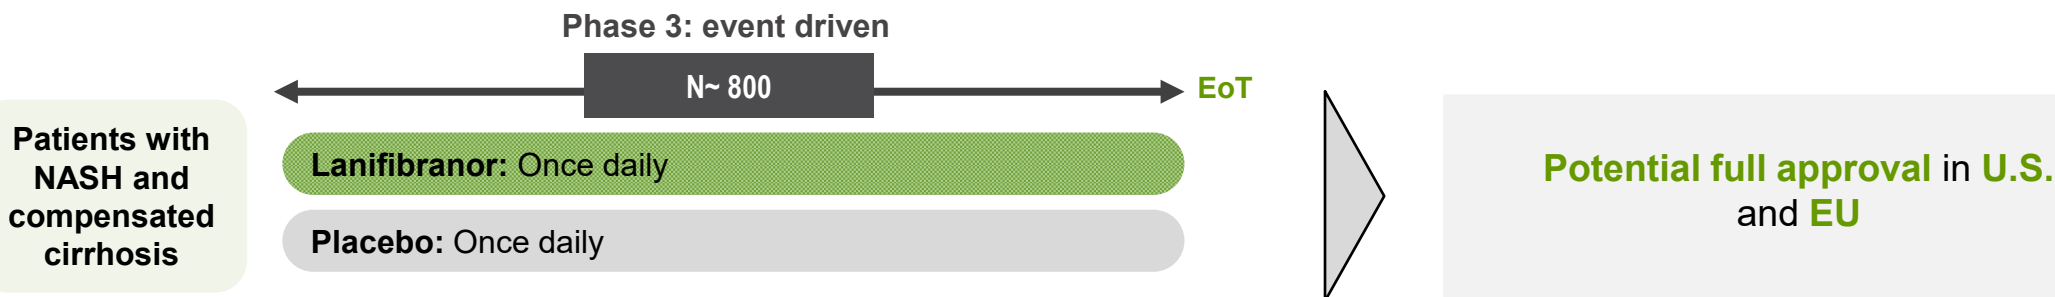 Phase 3: event driven
N~ 800
EoT
Patients with
NASH and
compensated
cirrhosis
Lanifibranor: Once daily
Placebo: Once daily
Potential full approval in U.S.
and EU